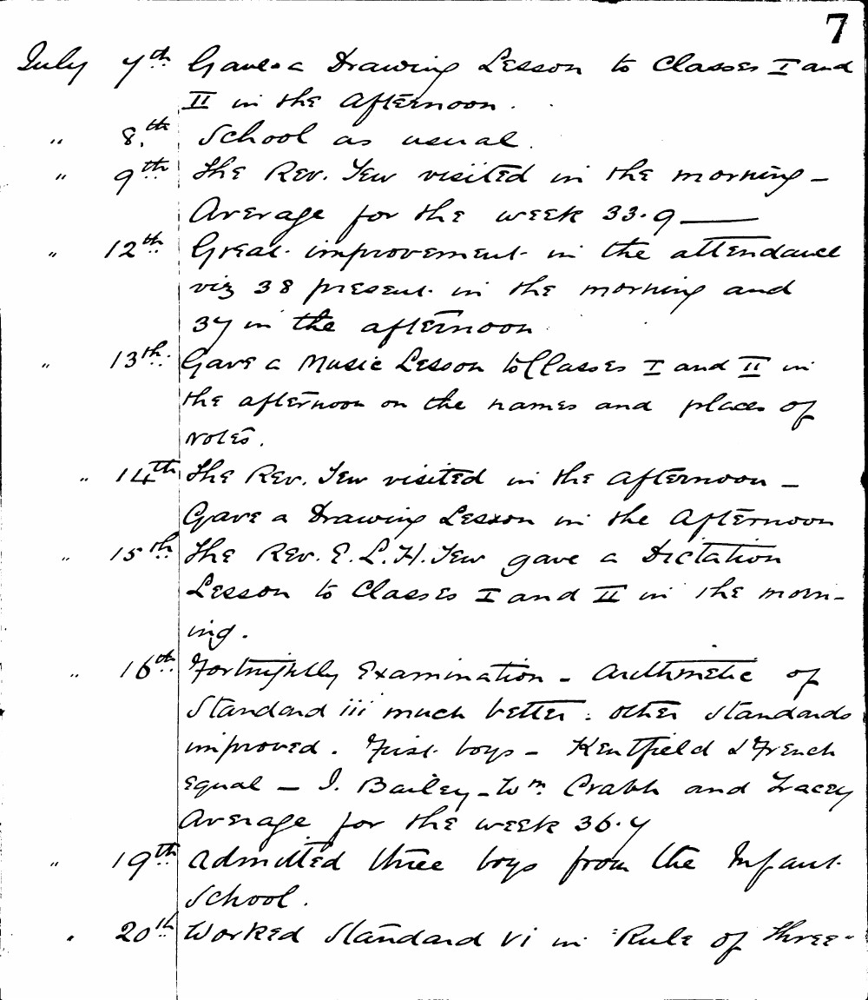 7
July 7th Gave a Drawing Lesson to Classes I and
II in the afternoon.
" 8th School as usual.
" 9th The Rev. Tew visited in the morning –
Average for the week 33.9 —
" 12th Great improvement in the attendance
viz 38 present in the morning and
37 in the afternoon
" 13th Gave a Music Lesson to Classes I and II in
the afternoon on the names and places of
notes.
" 14th The Rev. Tew visited in the afternoon –
Gave a Drawing Lesson in the afternoon
" 15th The Rev. E. L. H. Tew gave a Dictation
Lesson to Classes I and II in the morn-
ing.
" 16th Fortnightly Examination – Arithmetic of
Standard iii much better : other standards
improved. First boys – Kentfield & French
equal – J. Bailey – Wm. Crabb and Tracey
Average for the week 36.7
" 19th Admitted three boys from the Infant
School.
" 20th Worked Standard vi in "Rule of Three"